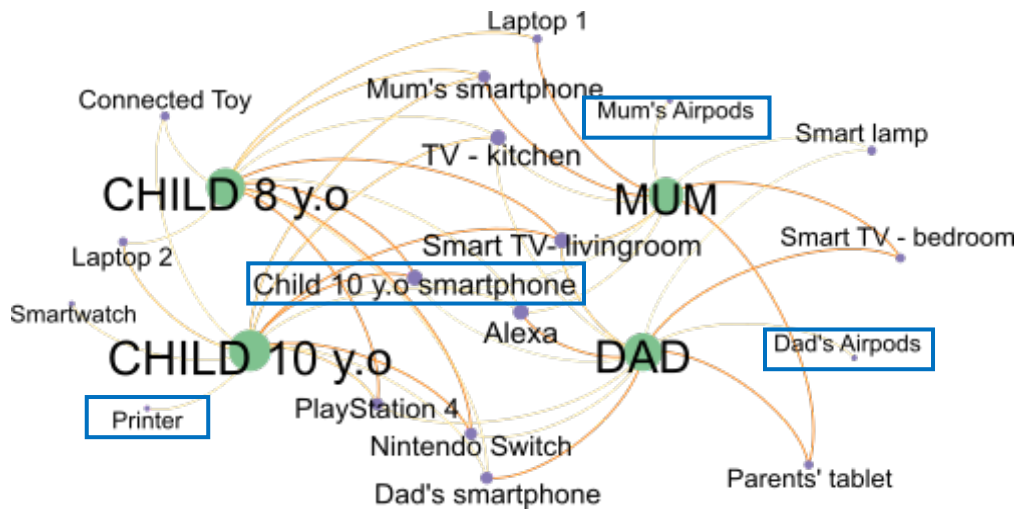 Laptop 1
Mum's smartphone
Connected Toy
Mum's Airpods
Smart lamp
TV - kitchen
CHILD 8 y.o
MUM
Smart TV- livingroom
Smart TV - bedroom
Laptop 2
Child 10 y.o smartphone
Smartwatch
Alexa
Dad's Airpods
CHILD 10 y.o
DAD
Printer
PlayStation 4
Nintendo Switch
Parents' tablet
Dad's smartphone